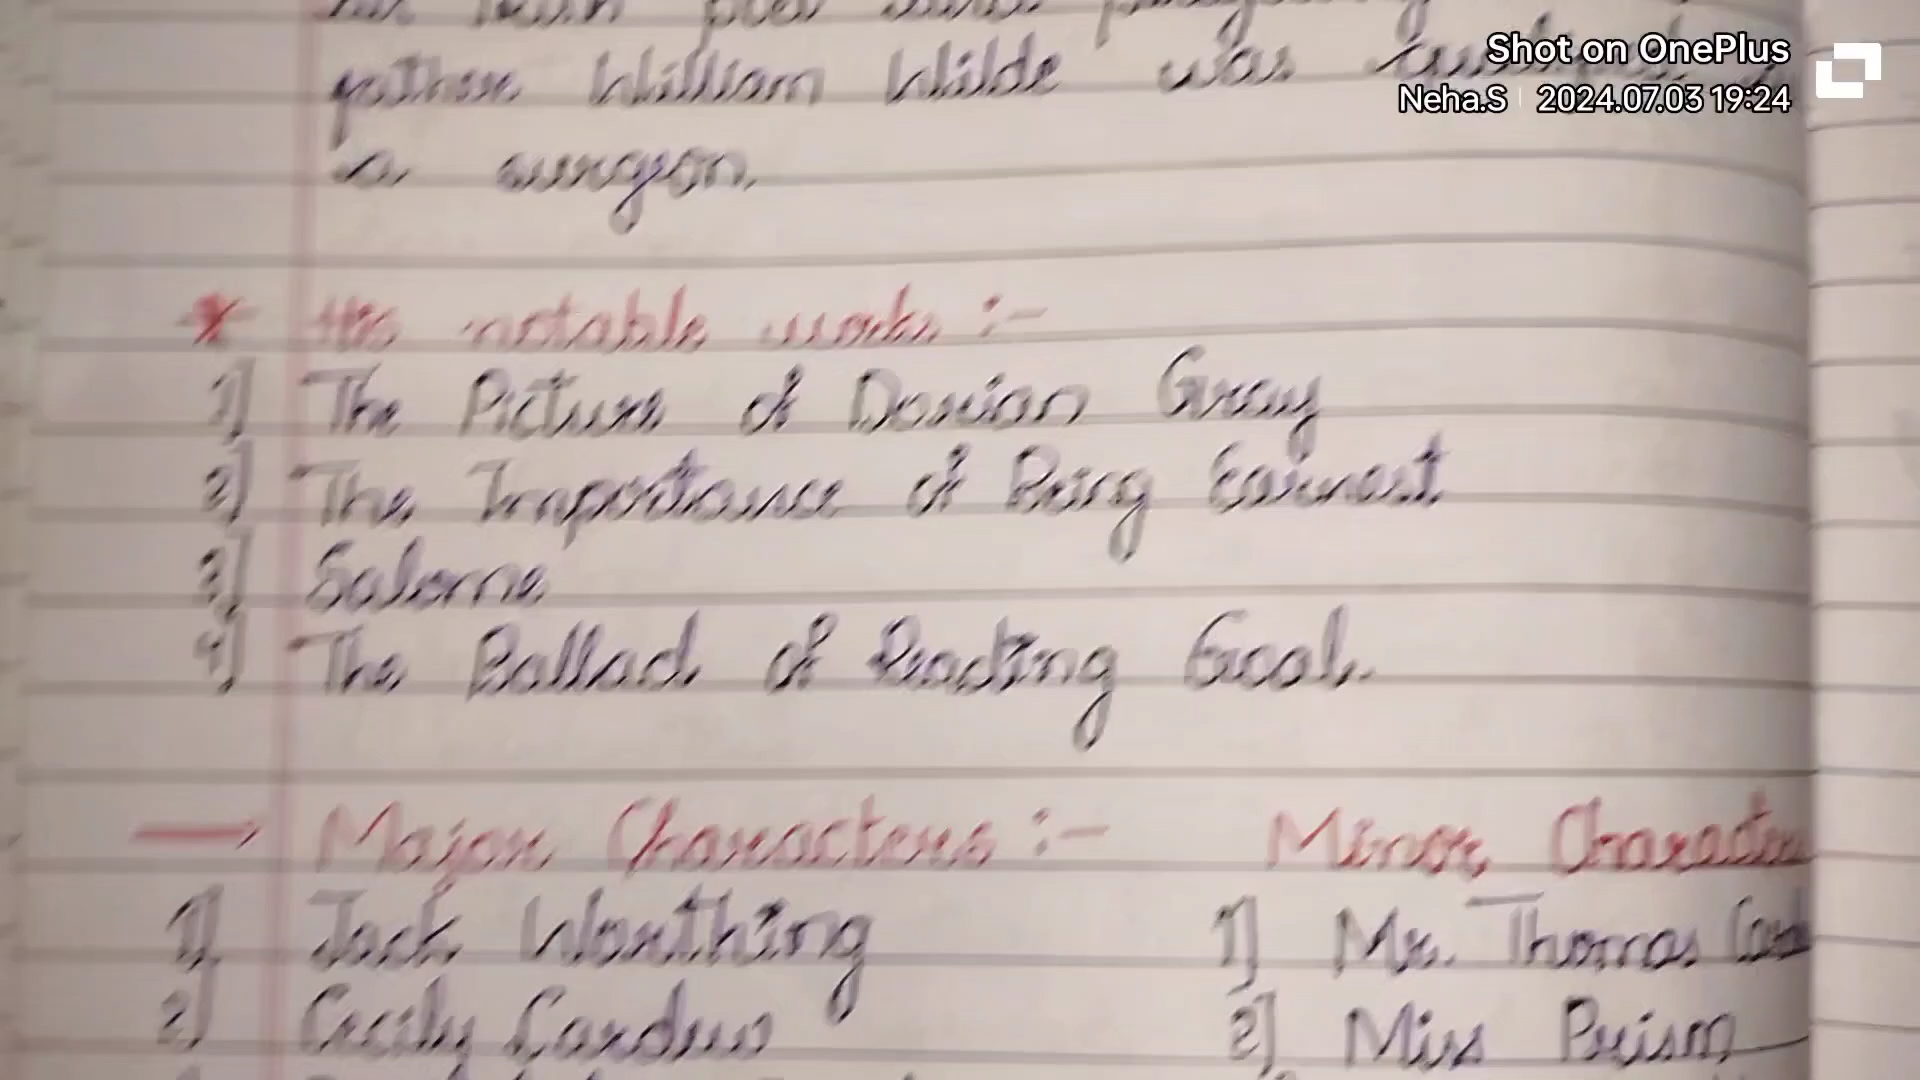 Shot on OnePlus
Neha.S | 2024.07.03 19:24
father William Wilde was
a surgeon.
* His notable works :-
1] The Picture of Dorian Gray
2] The Importance of Being Earnest
3] Salome
4] The Ballad of Reading Goal.
→ Major Characters :- Minor Characters
1] Jack Worthing 1] Mr. Thomas
2] Cecily Cardew 2] Miss Prism